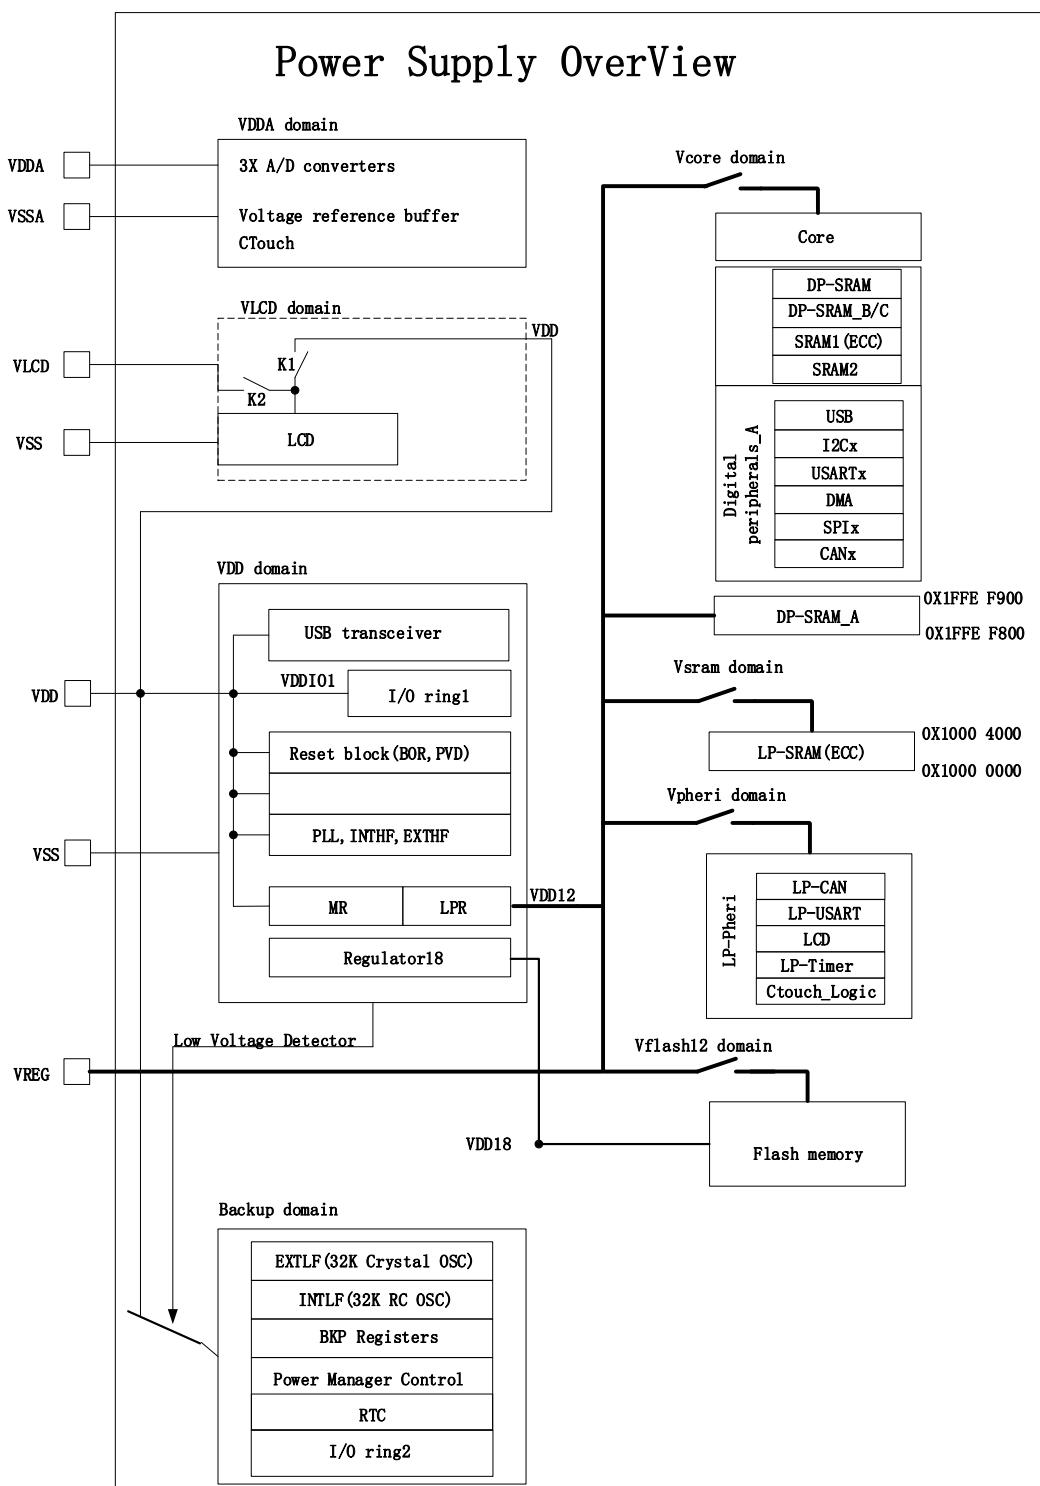 Power Supply OverView
VDDA domain
VDDA
3X A/D converters
VSSA
Voltage reference buffer
CTouch
VLCD domain
VDD
VLCD
K1
K2
VSS
LCD
VDD domain
USB transceiver
VDD
VDDIO1
I/O ring1
Reset block(BOR,PVD)
PLL,INTHF,EXTHF
VSS
MR
LPR
VDD12
Regulator18
Low Voltage Detector
VREG
VDD18
Backup domain
EXTLF(32K Crystal OSC)
INTLF(32K RC OSC)
BKP Registers
Power Manager Control
RTC
I/O ring2
Vcore domain
Core
DP-SRAM
DP-SRAM_B/C
SRAM1(ECC)
SRAM2
Digital
peripherals_A
USB
I2Cx
USARTx
DMA
SPIx
CANx
DP-SRAM_A
0X1FFE F900
0X1FFE F800
Vsram domain
LP-SRAM(ECC)
0X1000 4000
0X1000 0000
Vpheri domain
LP-Pheri
LP-CAN
LP-USART
LCD
LP-Timer
Ctouch_Logic
Vflash12 domain
Flash memory